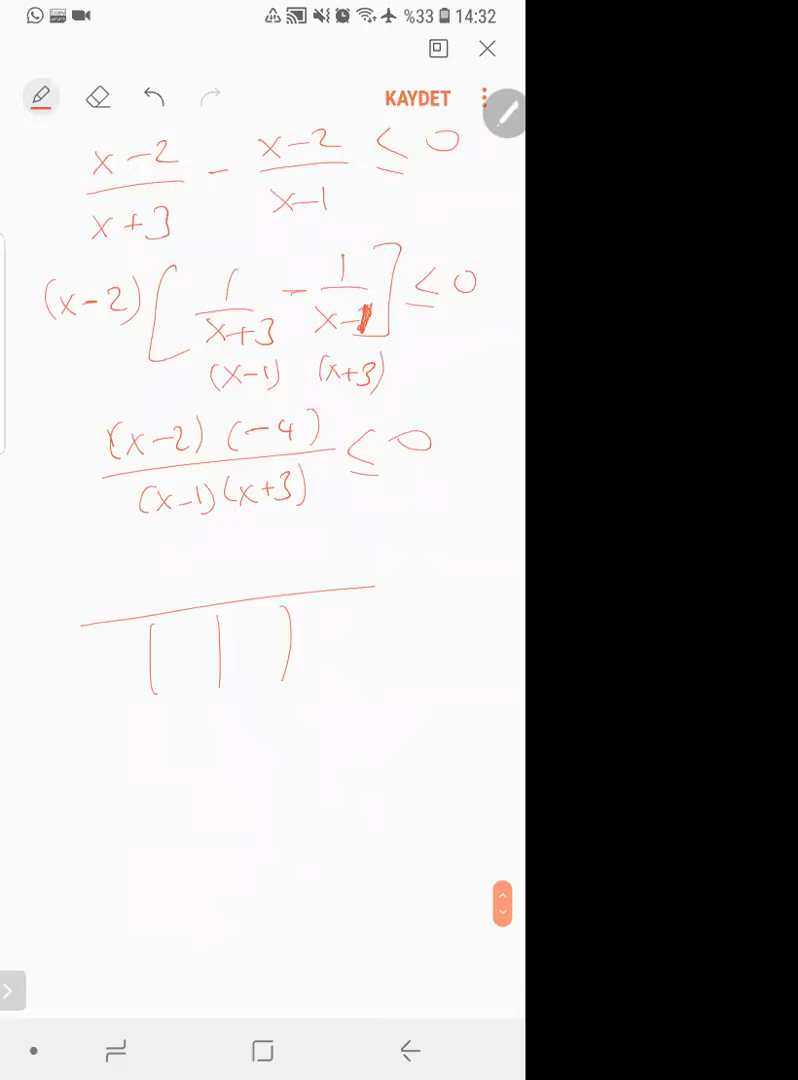 %33 14:32
KAYDET
x-2/x+3 - x-2/x-1 ≤ 0
(x-2) [ 1/x+3 - 1/x-1 ] ≤ 0
(x-1) (x+3)
(x-2) (-4) / (x-1)(x+3) ≤ 0